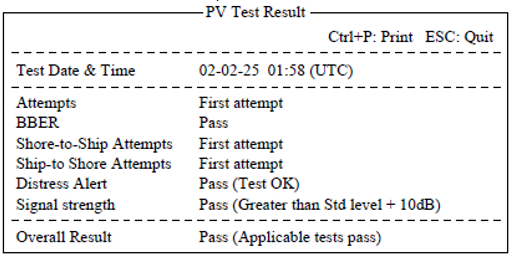 PV Test Result
Ctrl+P: Print ESC: Quit
Test Date & Time 02-02-25 01:58 (UTC)
Attempts First attempt
BBER Pass
Shore-to-Ship Attempts First attempt
Ship-to Shore Attempts First attempt
Distress Alert Pass (Test OK)
Signal strength Pass (Greater than Std level + 10dB)
Overall Result Pass (Applicable tests pass)